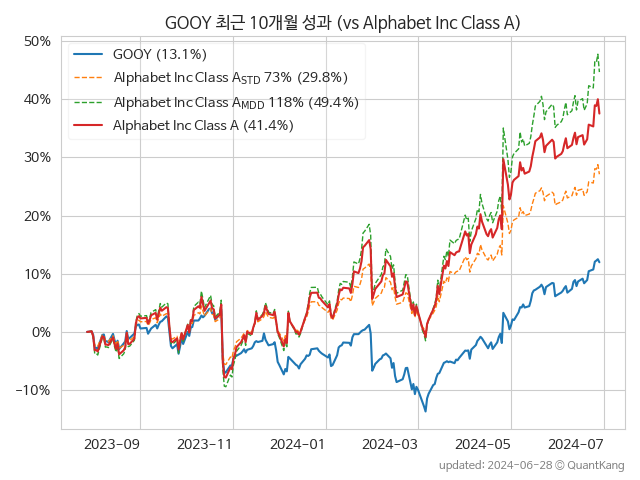 GOOY 최근 10개월 성과 (vs Alphabet Inc Class A)
GOOY (13.1%)
Alphabet Inc Class A_STD 73% (29.8%)
Alphabet Inc Class A_MDD 118% (49.4%)
Alphabet Inc Class A (41.4%)
50%
40%
30%
20%
10%
0%
−10%
2023-09 2023-11 2024-01 2024-03 2024-05 2024-07
updated: 2024-06-28 © QuantKang